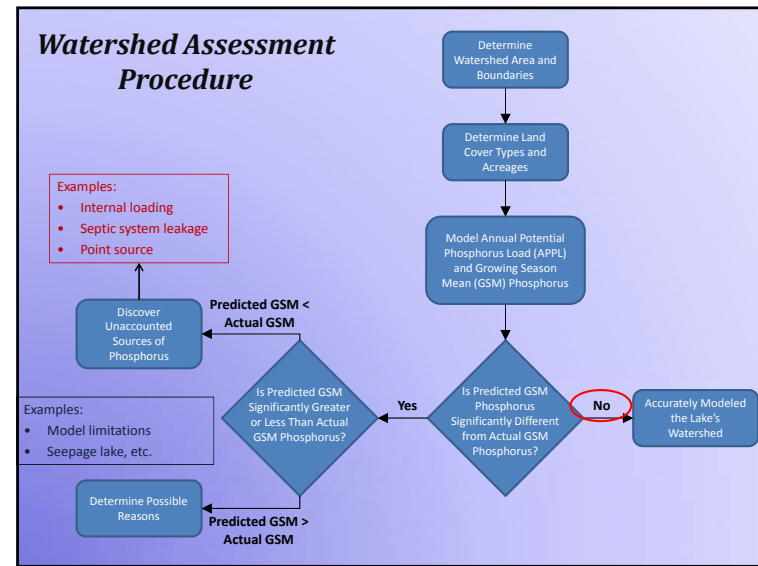 Watershed Assessment
Procedure
Determine
Watershed Area and
Boundaries
Determine Land
Cover Types and
Acreages
Model Annual Potential
Phosphorus Load (APPL)
and Growing Season
Mean (GSM) Phosphorus
Is Predicted GSM
Phosphorus
Significantly Different
from Actual GSM
Phosphorus?
No
Accurately Modeled
the Lake's
Watershed
Yes
Is Predicted GSM
Significantly Greater
or Less Than Actual
GSM Phosphorus?
Predicted GSM <
Actual GSM
Discover
Unaccounted
Sources of
Phosphorus
Examples:
• Internal loading
• Septic system leakage
• Point source
Predicted GSM >
Actual GSM
Determine Possible
Reasons
Examples:
• Model limitations
• Seepage lake, etc.